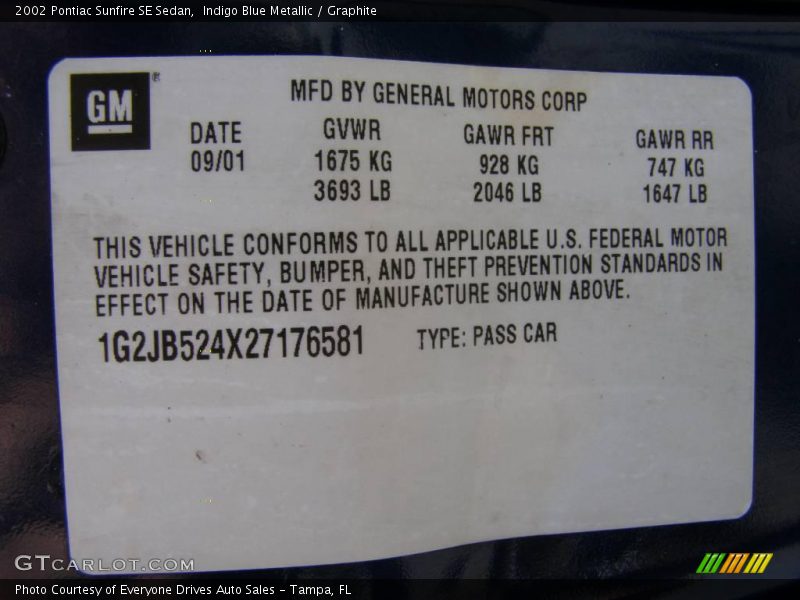 2002 Pontiac Sunfire SE Sedan,  Indigo Blue Metallic / Graphite
GM®
MFD BY GENERAL MOTORS CORP
DATE GVWR GAWR FRT GAWR RR
09/01 1675 KG 928 KG 747 KG
3693 LB 2046 LB 1647 LB
THIS VEHICLE CONFORMS TO ALL APPLICABLE U.S. FEDERAL MOTOR
VEHICLE SAFETY, BUMPER, AND THEFT PREVENTION STANDARDS IN
EFFECT ON THE DATE OF MANUFACTURE SHOWN ABOVE.
1G2JB524X27176581 TYPE: PASS CAR
GTCARLOT.COM
Photo Courtesy of Everyone Drives Auto Sales – Tampa, FL